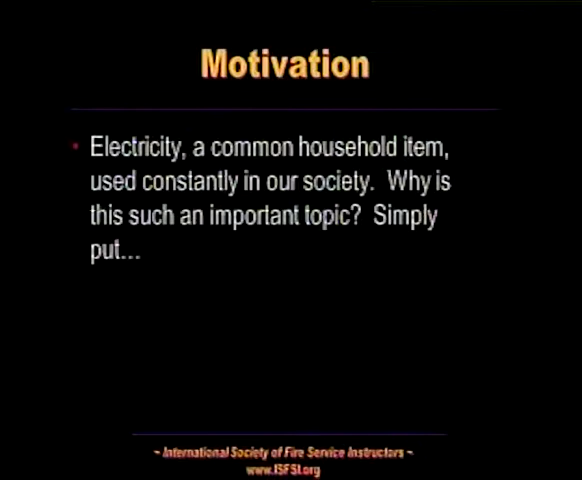 Motivation
• Electricity, a common household item,
used constantly in our society.  Why is
this such an important topic?  Simply
put...
~ International Society of Fire Service Instructors ~
www.ISFSI.org